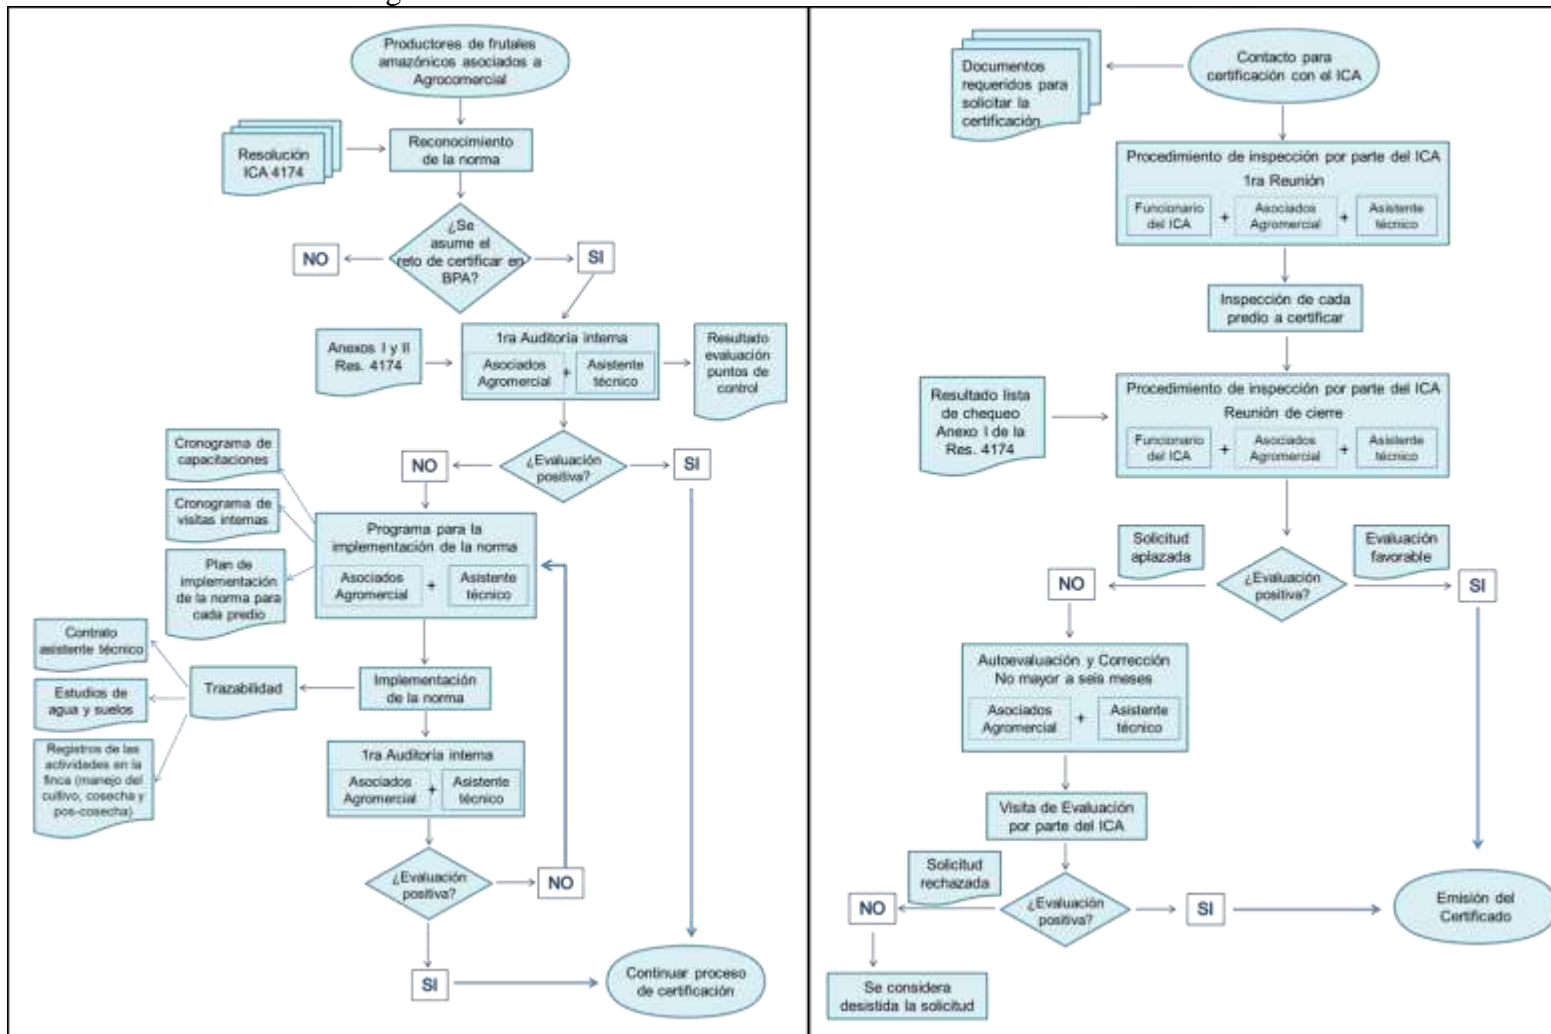 Productores de frutales
amazónicos asociados a
Agrocomercial
Resolución
ICA 4174
Reconocimiento
de la norma
¿Se
asume el
reto de certificar en
BPA?
NO
SI
Anexos I y II
Res. 4174
1ra Auditoría interna
Asociados
Agromercial
+
Asistente
técnico
Resultado
evaluación
puntos de
control
¿Evaluación
positiva?
NO
SI
Cronograma de
capacitaciones
Cronograma de
visitas internas
Plan de
implementación
de la norma para
cada predio
Programa para la
implementación de la norma
Asociados
Agromercial
+
Asistente
técnico
Contrato
asistente técnico
Estudios de
agua y suelos
Registros de las
actividades en la
finca (manejo del
cultivo, cosecha y
pos-cosecha)
Trazabilidad
Implementación
de la norma
1ra Auditoría interna
Asociados
Agromercial
+
Asistente
técnico
¿Evaluación
positiva?
NO
SI
Continuar proceso
de certificación
Documentos
requeridos para
solicitar la
certificación
Contacto para
certificación con el ICA
Procedimiento de inspección por parte del ICA
1ra Reunión
Funcionario
del ICA
+
Asociados
Agromercial
+
Asistente
técnico
Inspección de cada
predio a certificar
Resultado lista
de chequeo
Anexo I de la
Res. 4174
Procedimiento de inspección por parte del ICA
Reunión de cierre
Funcionario
del ICA
+
Asociados
Agromercial
+
Asistente
técnico
Solicitud
aplazada
Evaluación
favorable
¿Evaluación
positiva?
NO
SI
Autoevaluación y Corrección
No mayor a seis meses
Asociados
Agromercial
+
Asistente
técnico
Visita de Evaluación
por parte del ICA
Solicitud
rechazada
¿Evaluación
positiva?
NO
SI
Emisión del
Certificado
Se considera
desistida la solicitud